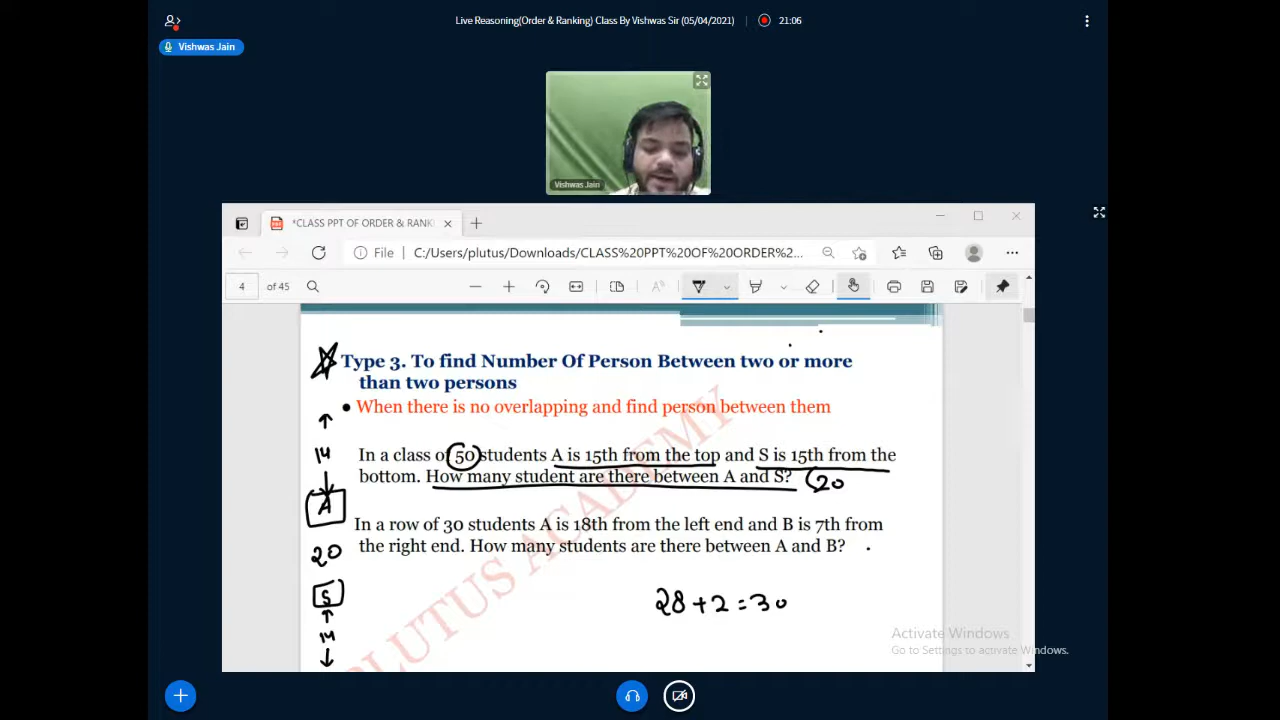 Live Reasoning(Order & Ranking) Class By Vishwas Sir (05/04/2021)
21:06
Vishwas Jain
Vishwas Jain
*CLASS PPT OF ORDER & RANKI
File
C:/Users/plutus/Downloads/CLASS%20PPT%20OF%20ORDER%2...
4 of 45
Type 3. To find Number Of Person Between two or more
than two persons
• When there is no overlapping and find person between them
In a class of 50 students A is 15th from the top and S is 15th from the
bottom. How many student are there between A and S? 20
In a row of 30 students A is 18th from the left end and B is 7th from
the right end. How many students are there between A and B?
14
A
20
S
14
28+2=30
PLUTUS ACADEMY
Activate Windows
Go to Settings to activate Windows.